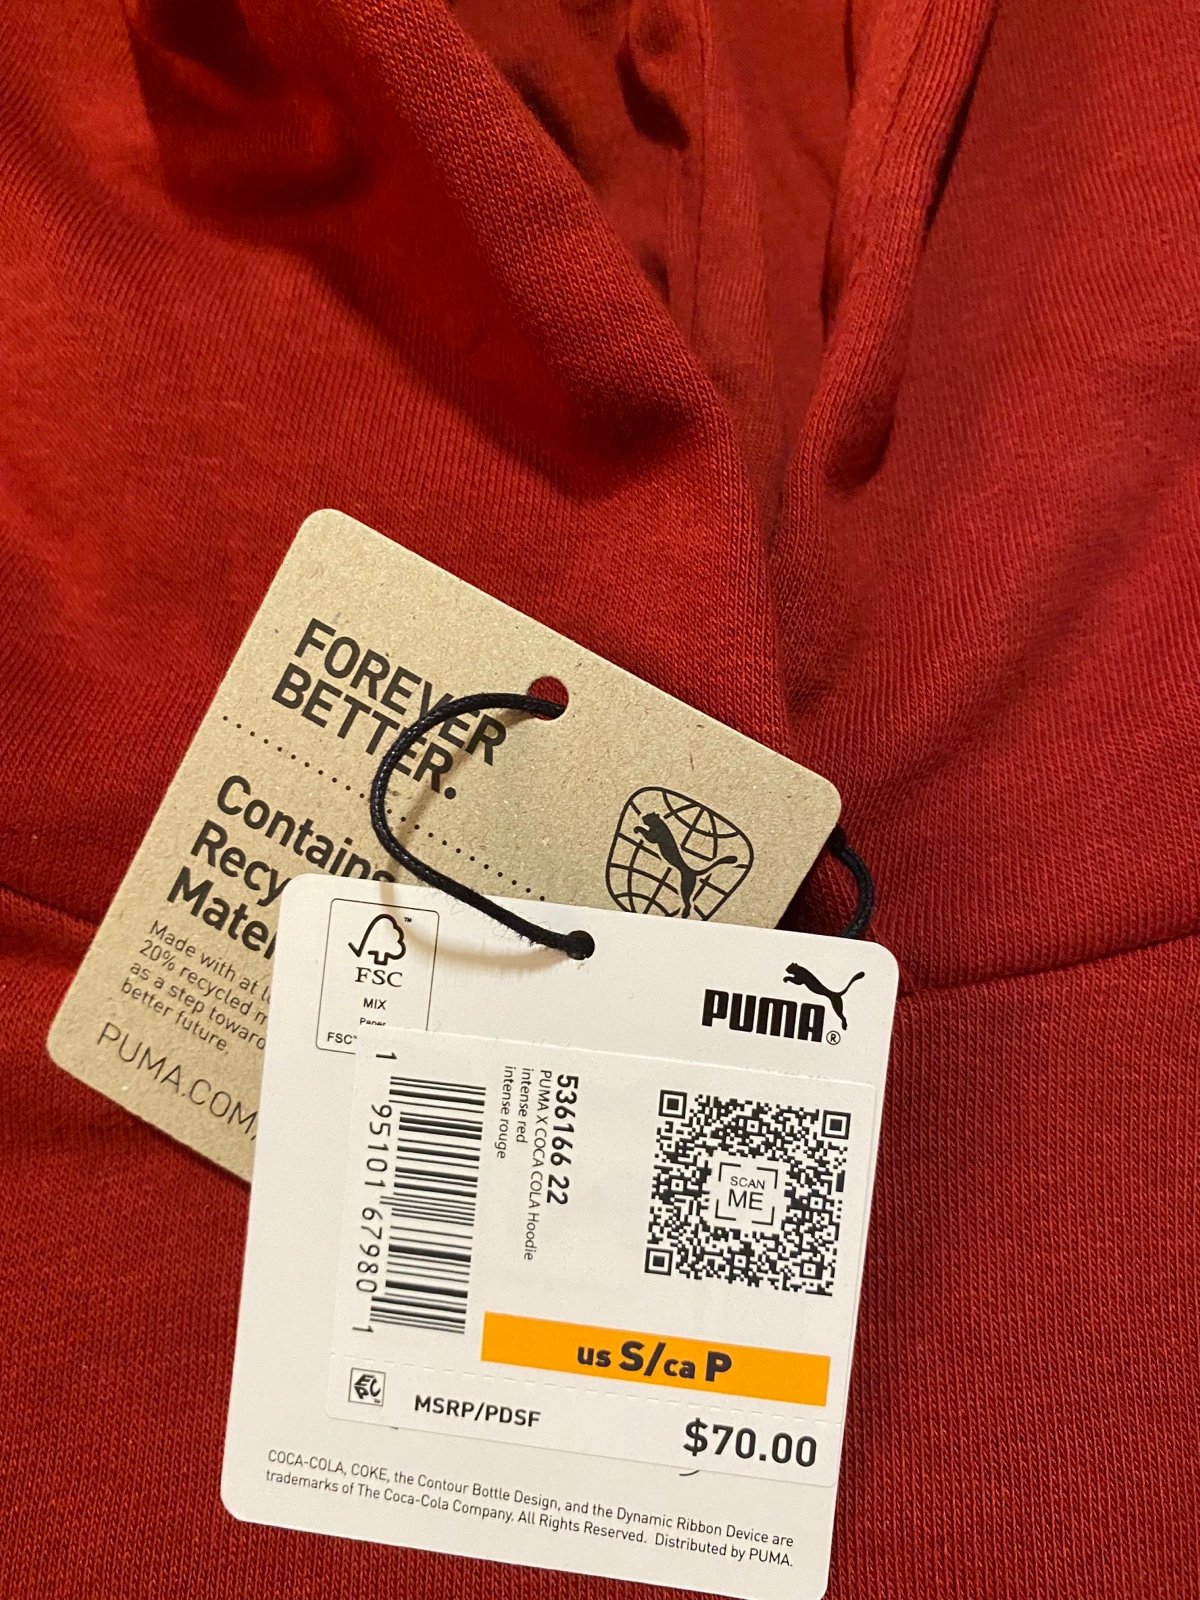 FOREVER
BETTER.
Contains
Recy
Mater
Made with at l
20% recycled m
as a step toward
better future.
PUMA.COM/
FSC
MIX
Paper
FSC™
PUMA®
536166 22
PUMA X COCA COLA Hoodie
intense red
intense rouge
1 95101 67980 1
SCAN
ME
us S/ca P
MSRP/PDSF
$70.00
COCA-COLA, COKE, the Contour Bottle Design, and the Dynamic Ribbon Device are
trademarks of The Coca-Cola Company. All Rights Reserved. Distributed by PUMA.